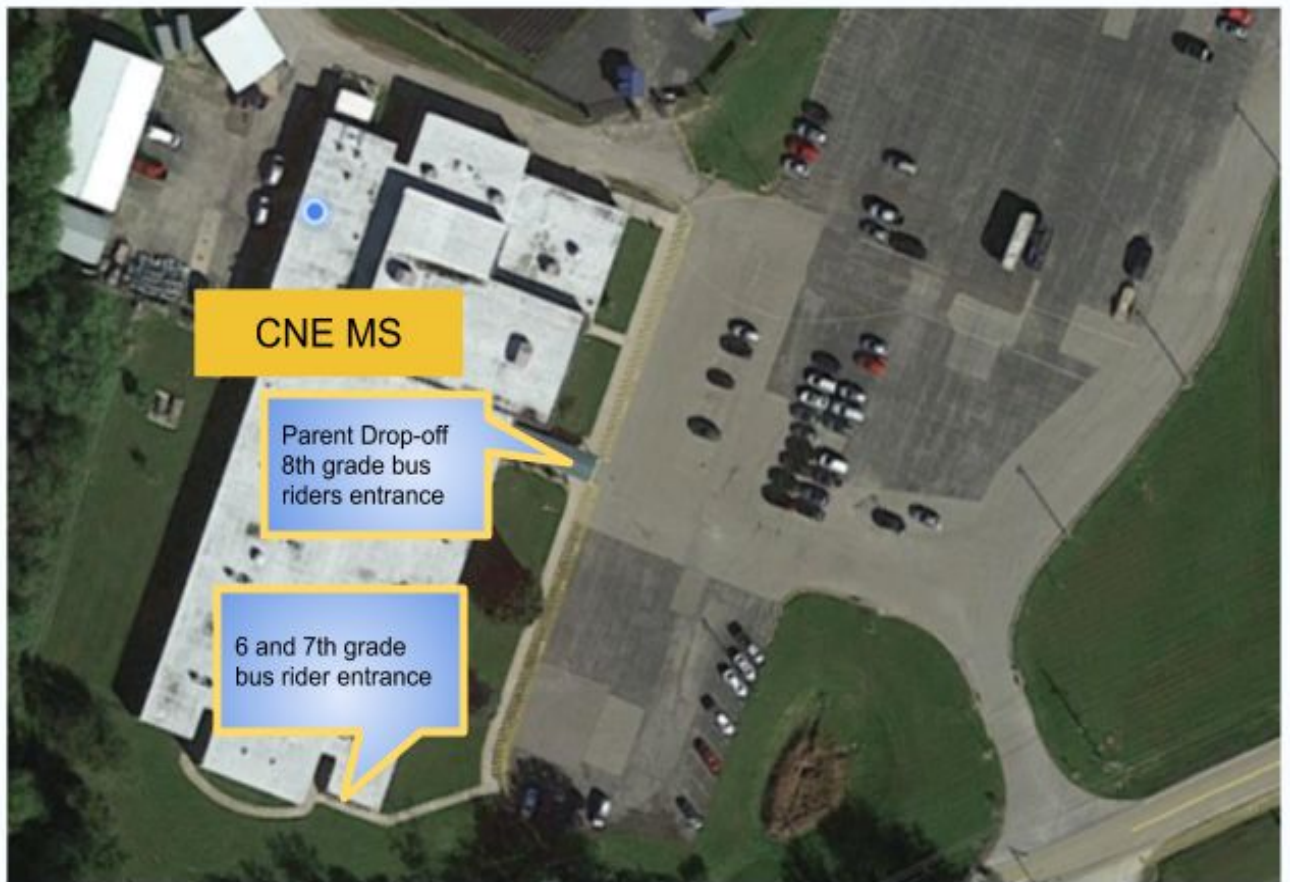 CNE MS
Parent Drop-off
8th grade bus
riders entrance
6 and 7th grade
bus rider entrance